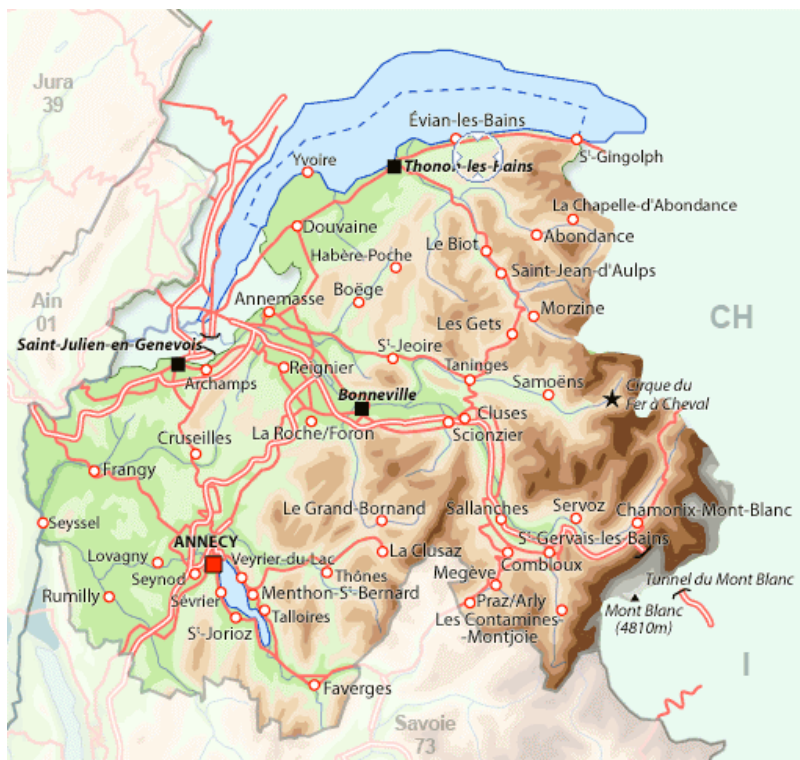 Jura
39
Évian-les-Bains
Yvoire
Thonon-les-Bains
Sᵗ-Gingolph
La Chapelle-d'Abondance
Douvaine
Abondance
Le Biot
Habère-Poche
Saint-Jean-d'Aulps
Boëge
Annemasse
Ain
01
Morzine
Les Gets
CH
Saint-Julien-en-Genevois
Sᵗ-Jeoire
Reignier
Taninges
Archamps
Samoëns
Cirque du
Fer à Cheval
Bonneville
Cluses
La Roche/Foron
Scionzier
Cruseilles
Frangy
Le Grand-Bornand
Sallanches
Servoz
Chamonix-Mont-Blanc
Seyssel
Sᵗ-Gervais-les-Bains
ANNECY
La Clusaz
Lovagny
Veyrier-du-Lac
Combloux
Seynod
Thônes
Megève
Tunnel du Mont Blanc
Rumilly
Menthon-Sᵗ-Bernard
Sévrier
Praz/Arly
Mont Blanc
(4810m)
Talloires
Les Contamines-
-Montjoie
Sᵗ-Jorioz
I
Faverges
Savoie
73